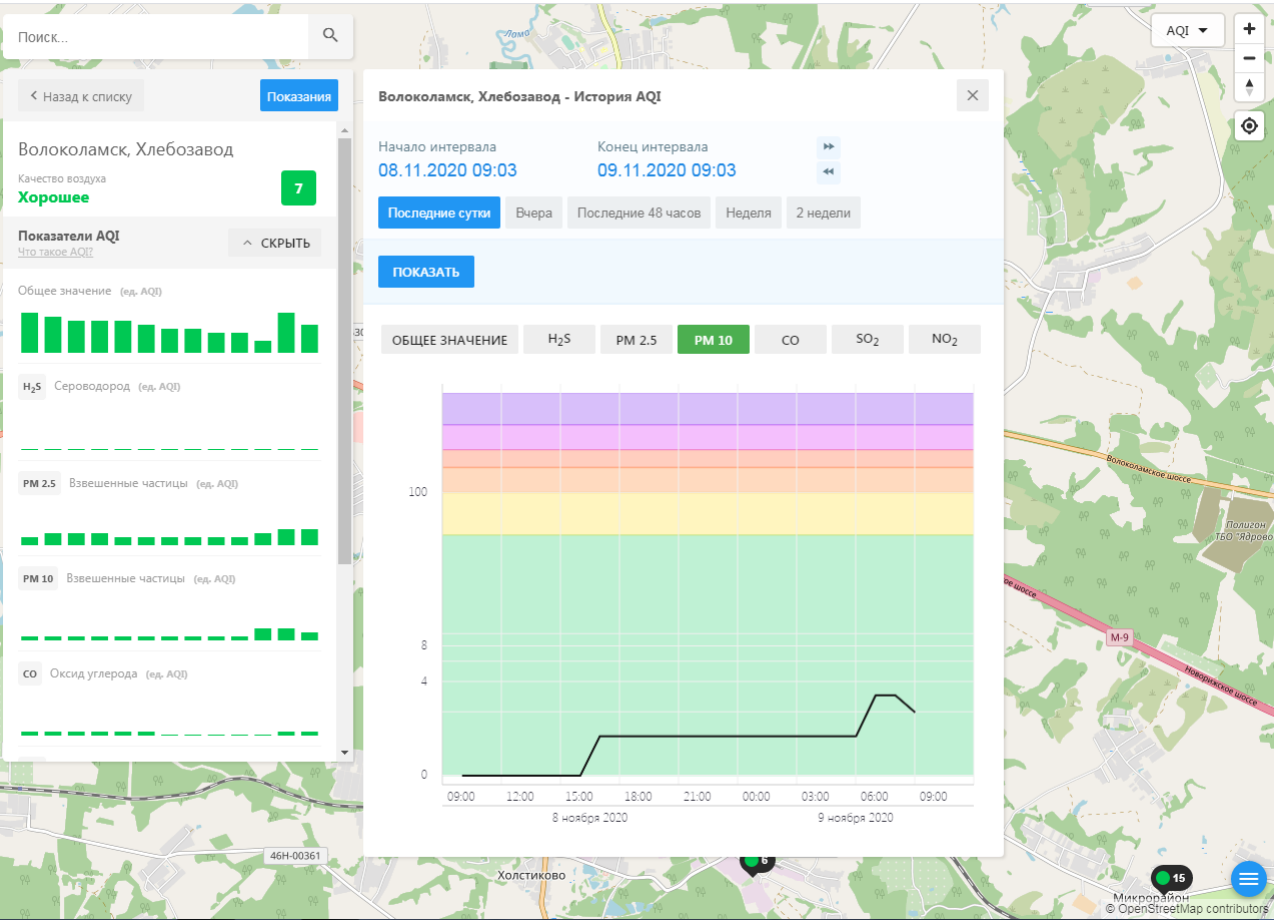 Поиск...
Лама
AQI
Назад к списку
Показания
Волоколамск, Хлебозавод
Качество воздуха
Хорошее
7
Показатели AQI
Что такое AQI?
СКРЫТЬ
Общее значение (ед. AQI)
H₂S Сероводород (ед. AQI)
PM 2.5 Взвешенные частицы (ед. AQI)
PM 10 Взвешенные частицы (ед. AQI)
CO Оксид углерода (ед. AQI)
Волоколамск, Хлебозавод - История AQI
Начало интервала
08.11.2020 09:03
Конец интервала
09.11.2020 09:03
Последние сутки
Вчера
Последние 48 часов
Неделя
2 недели
ПОКАЗАТЬ
ОБЩЕЕ ЗНАЧЕНИЕ
H₂S
PM 2.5
PM 10
CO
SO₂
NO₂
100
8
4
0
09:00 12:00 15:00 18:00 21:00 00:00 03:00 06:00 09:00
8 ноября 2020 9 ноября 2020
Волоколамское шоссе
Полигон
ТБО "Ядрово
ое шоссе
М-9
Новорижское шоссе
46Н-00361
6
Холстиково
15
Микрорайон
© OpenStreetMap contributors